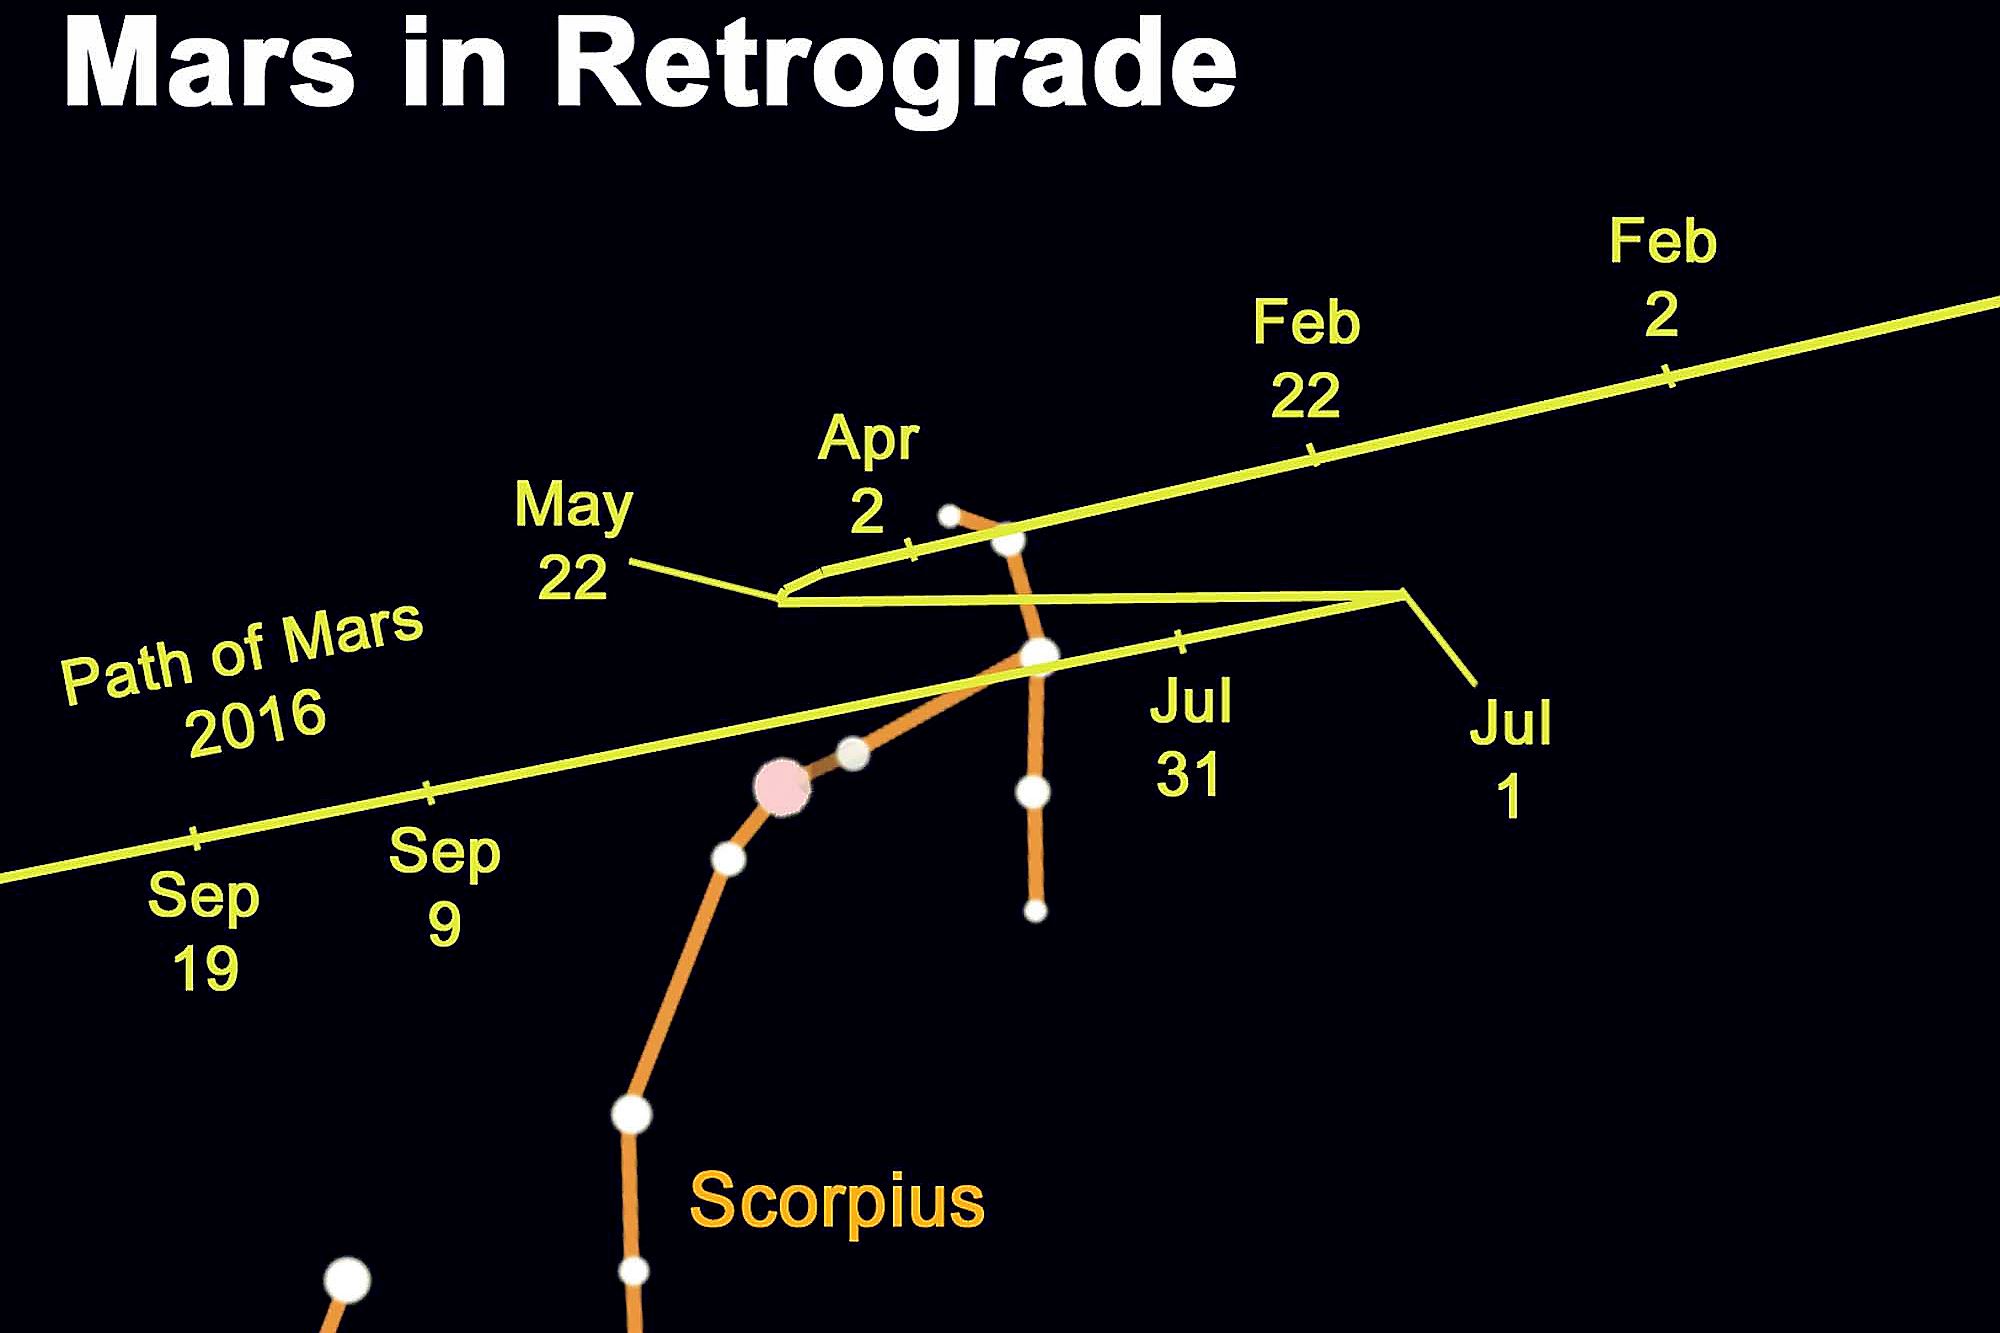 Mars in Retrograde
Feb
2
Feb
22
Apr
2
May
22
Path of Mars
2016
Jul
31
Jul
1
Sep
9
Sep
19
Scorpius